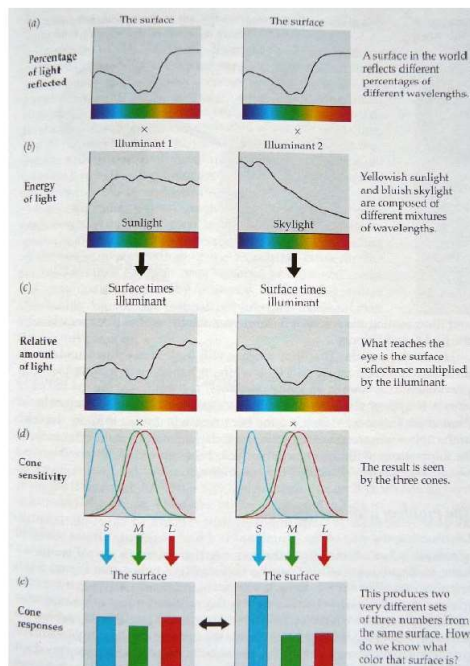 (a)
The surface
The surface
Percentage
of light
reflected
A surface in the world
reflects different
percentages of
different wavelengths.
×
×
(b)
Illuminant 1
Illuminant 2
Energy
of light
Sunlight
Skylight
Yellowish sunlight
and bluish skylight
are composed of
different mixtures
of wavelengths.
(c)
Surface times
illuminant
Surface times
illuminant
Relative
amount
of light
What reaches the
eye is the surface
reflectance multiplied
by the illuminant.
×
×
(d)
Cone
sensitivity
The result is seen
by the three cones.
S M L
S M L
(e)
The surface
The surface
Cone
responses
This produces two
very different sets
of three numbers from
the same surface. How
do we know what
color that surface is?